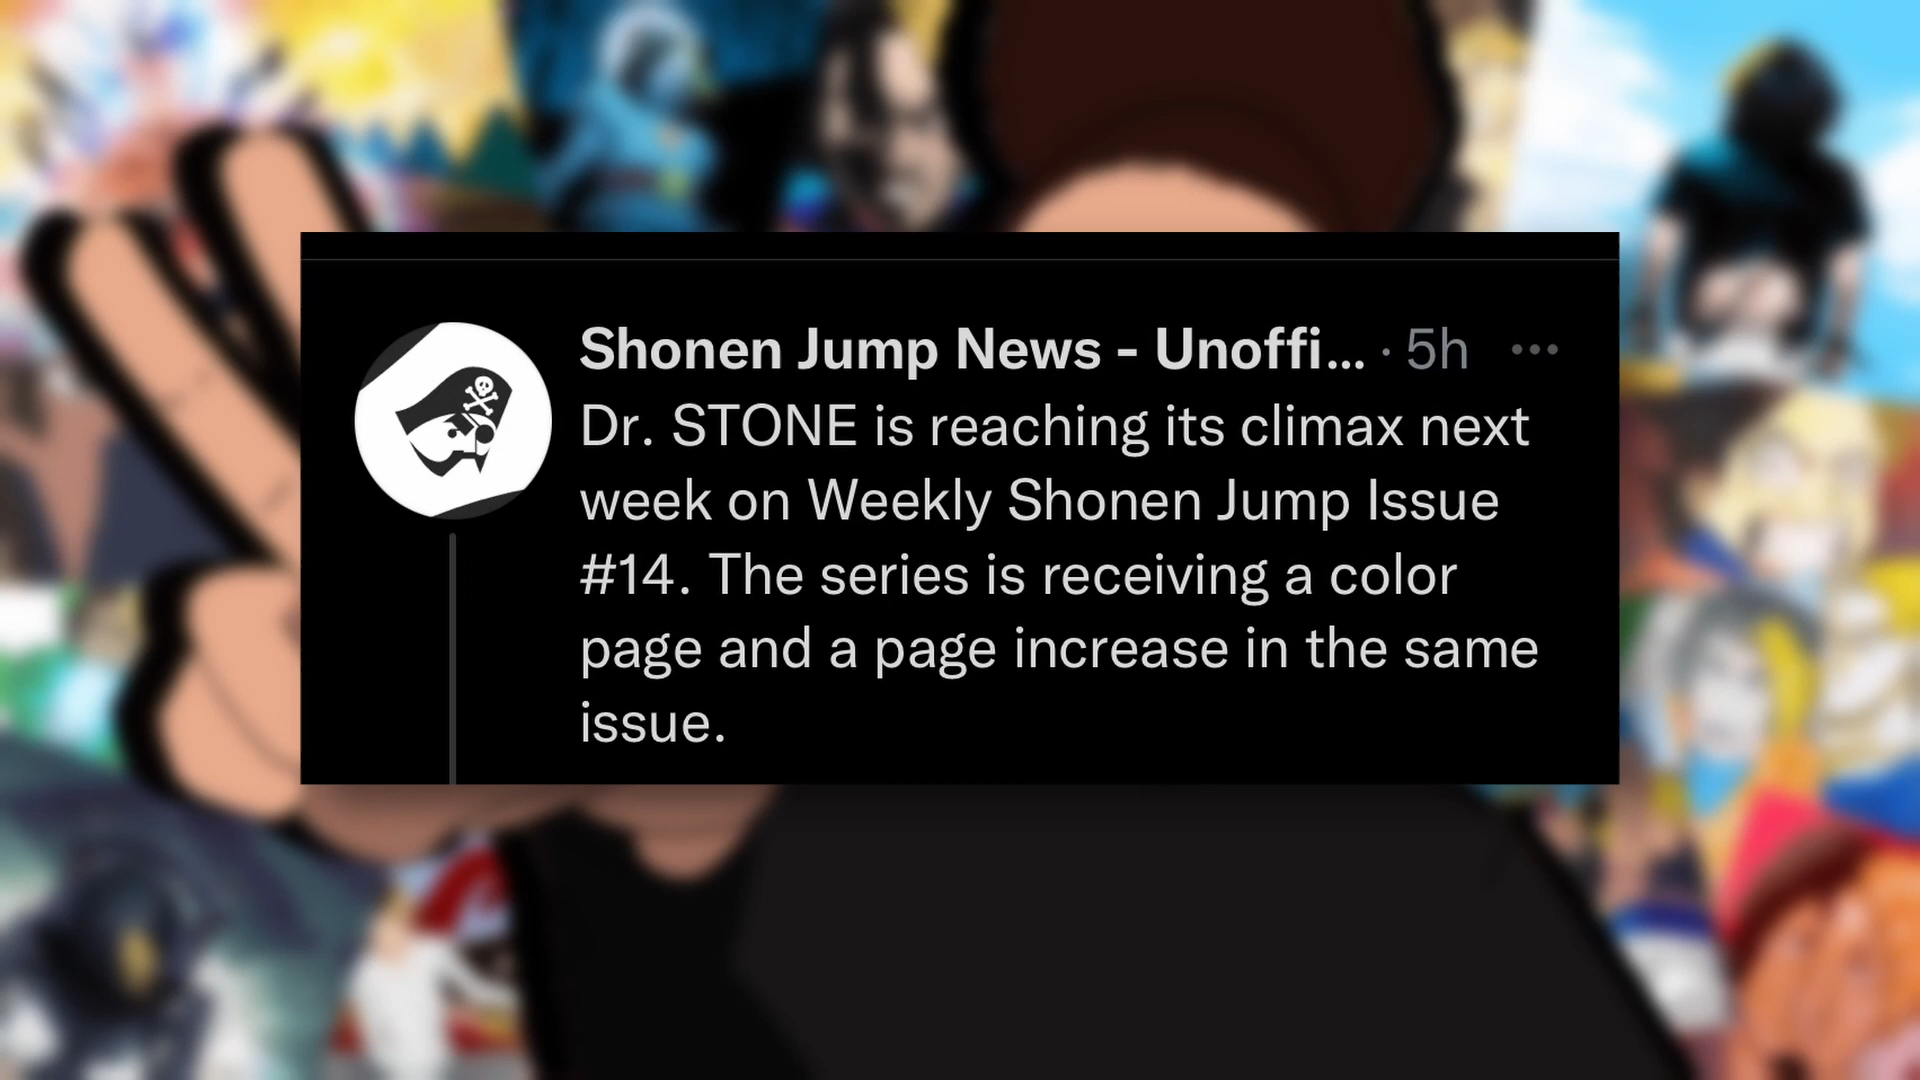 Shonen Jump News - Unoffi... · 5h
Dr. STONE is reaching its climax next
week on Weekly Shonen Jump Issue
#14. The series is receiving a color
page and a page increase in the same
issue.